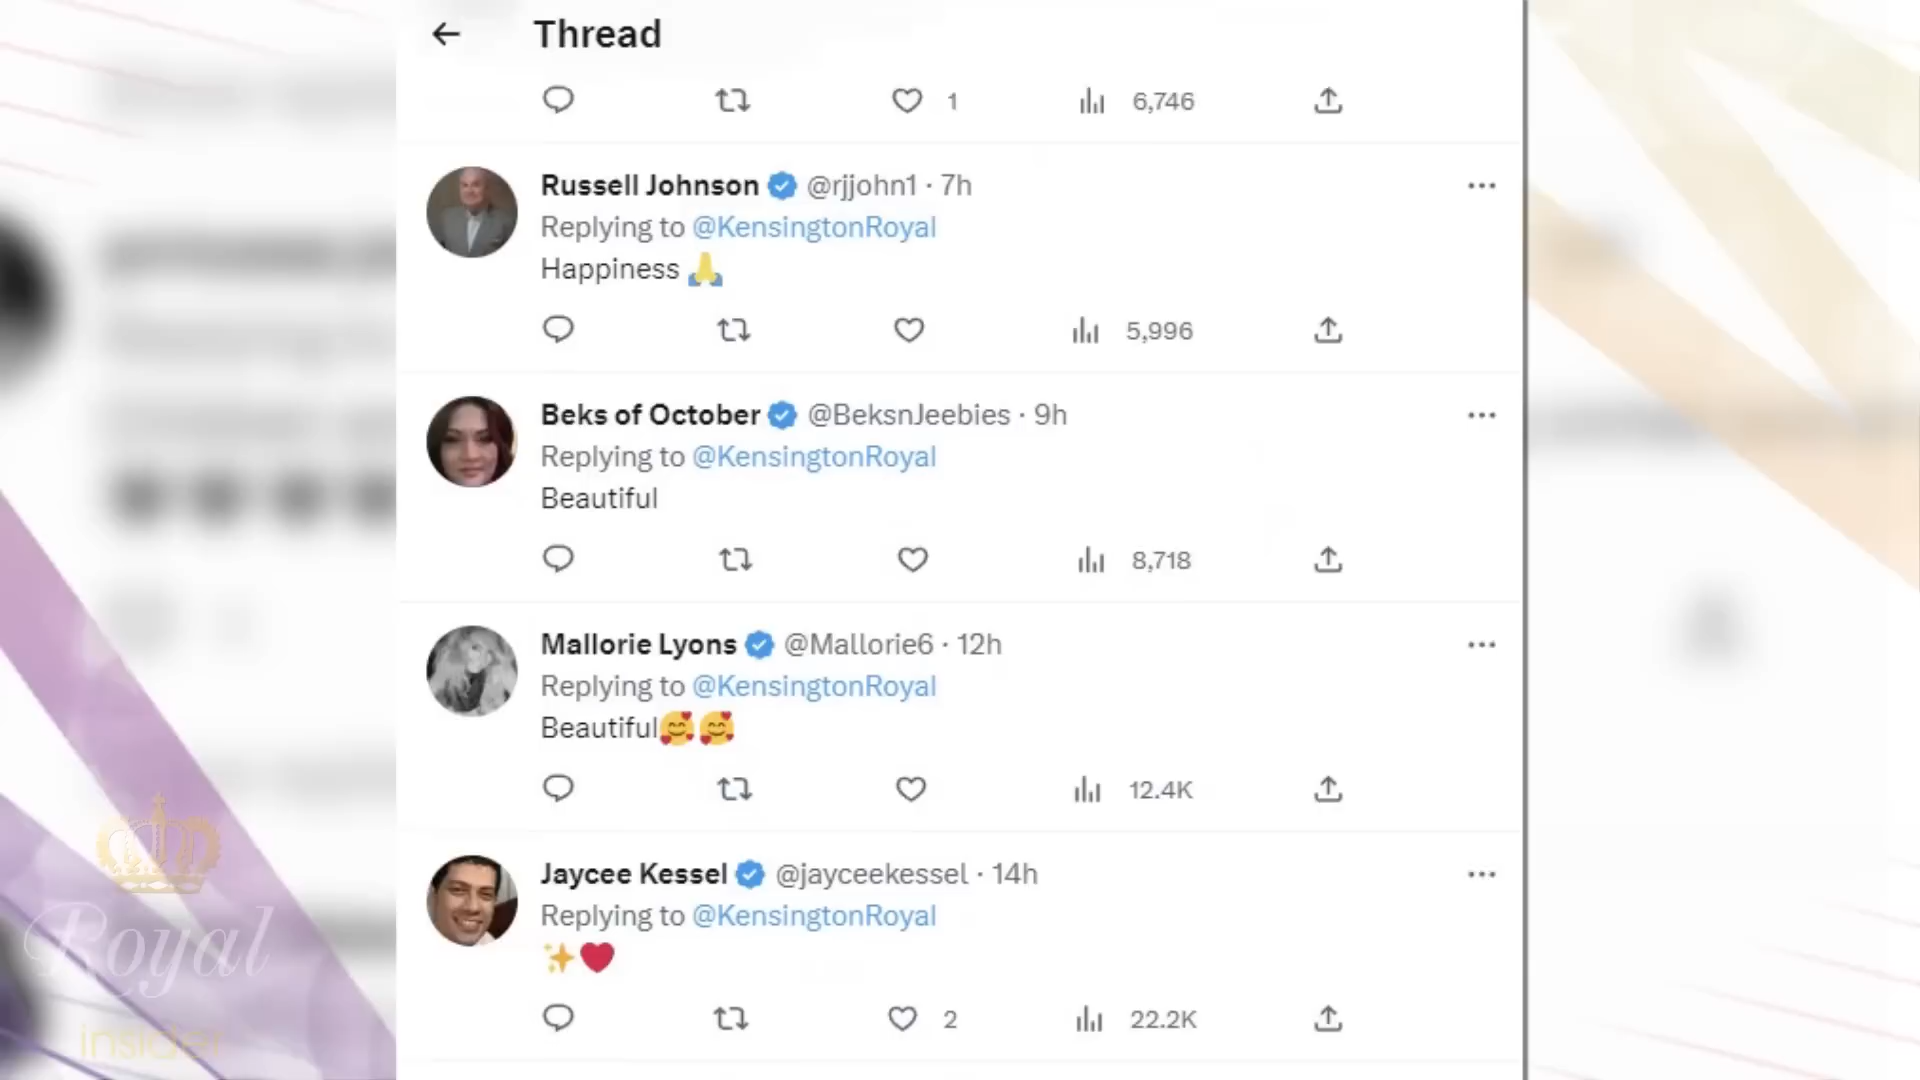 Thread
1 6,746
Russell Johnson @rjjohn1 · 7h
Replying to @KensingtonRoyal
Happiness 🙏
5,996
Beks of October @BeksnJeebies · 9h
Replying to @KensingtonRoyal
Beautiful
8,718
Mallorie Lyons @Mallorie6 · 12h
Replying to @KensingtonRoyal
Beautiful🥰🥰
12.4K
Jaycee Kessel @jayceekessel · 14h
Replying to @KensingtonRoyal
✨❤️
2 22.2K
Royal
insider